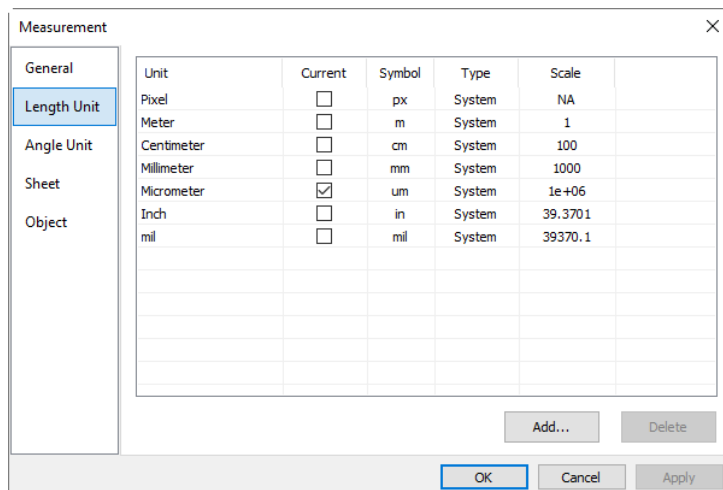 Measurement
General
Length Unit
Angle Unit
Sheet
Object
Unit Current Symbol Type Scale
Pixel px System NA
Meter m System 1
Centimeter cm System 100
Millimeter mm System 1000
Micrometer um System 1e+06
Inch in System 39.3701
mil mil System 39370.1
Add... Delete
OK Cancel Apply